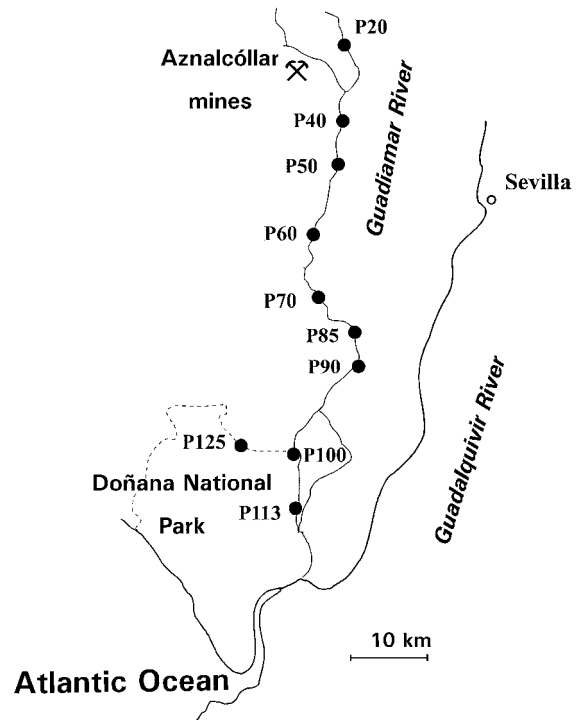 P20
Aznalcóllar
mines
P40
Guadiamar River
P50
Sevilla
P60
P70
P85
P90
Guadalquivir River
P125
P100
Doñana National
Park
P113
10 km
Atlantic Ocean